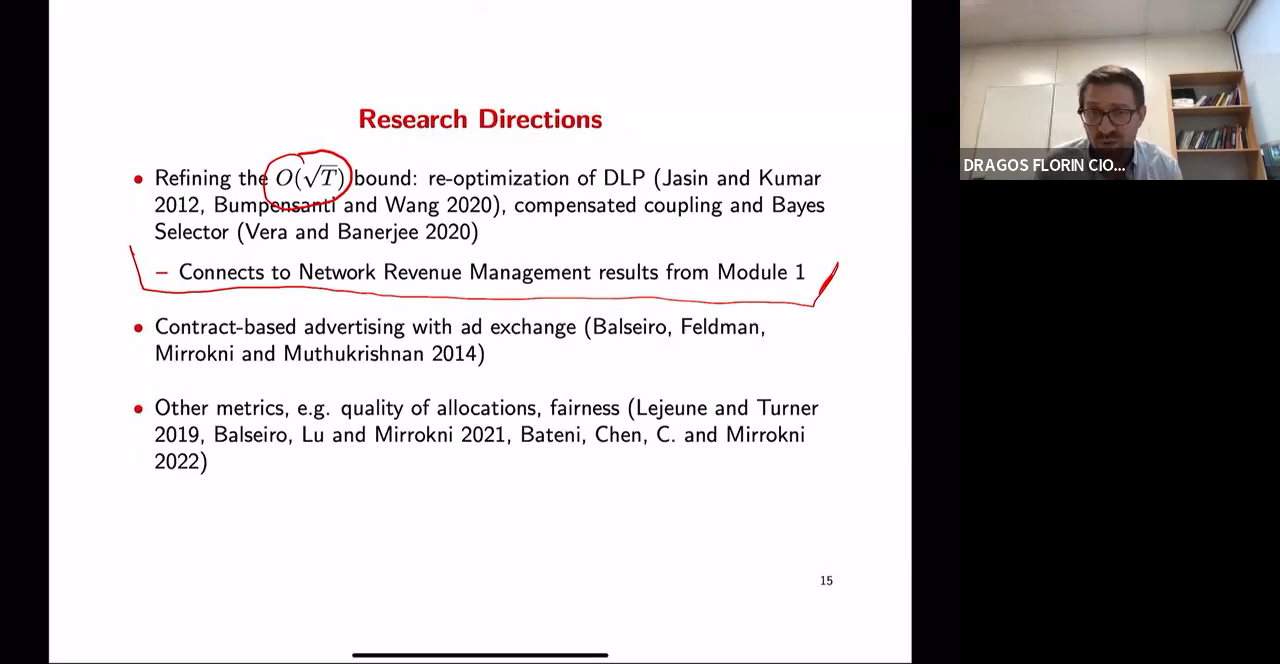 Research Directions
• Refining the O(√T) bound: re-optimization of DLP (Jasin and Kumar
2012, Bumpensanti and Wang 2020), compensated coupling and Bayes
Selector (Vera and Banerjee 2020)
– Connects to Network Revenue Management results from Module 1
• Contract-based advertising with ad exchange (Balseiro, Feldman,
Mirrokni and Muthukrishnan 2014)
• Other metrics, e.g. quality of allocations, fairness (Lejeune and Turner
2019, Balseiro, Lu and Mirrokni 2021, Bateni, Chen, C. and Mirrokni
2022)
15
DRAGOS FLORIN CIO...